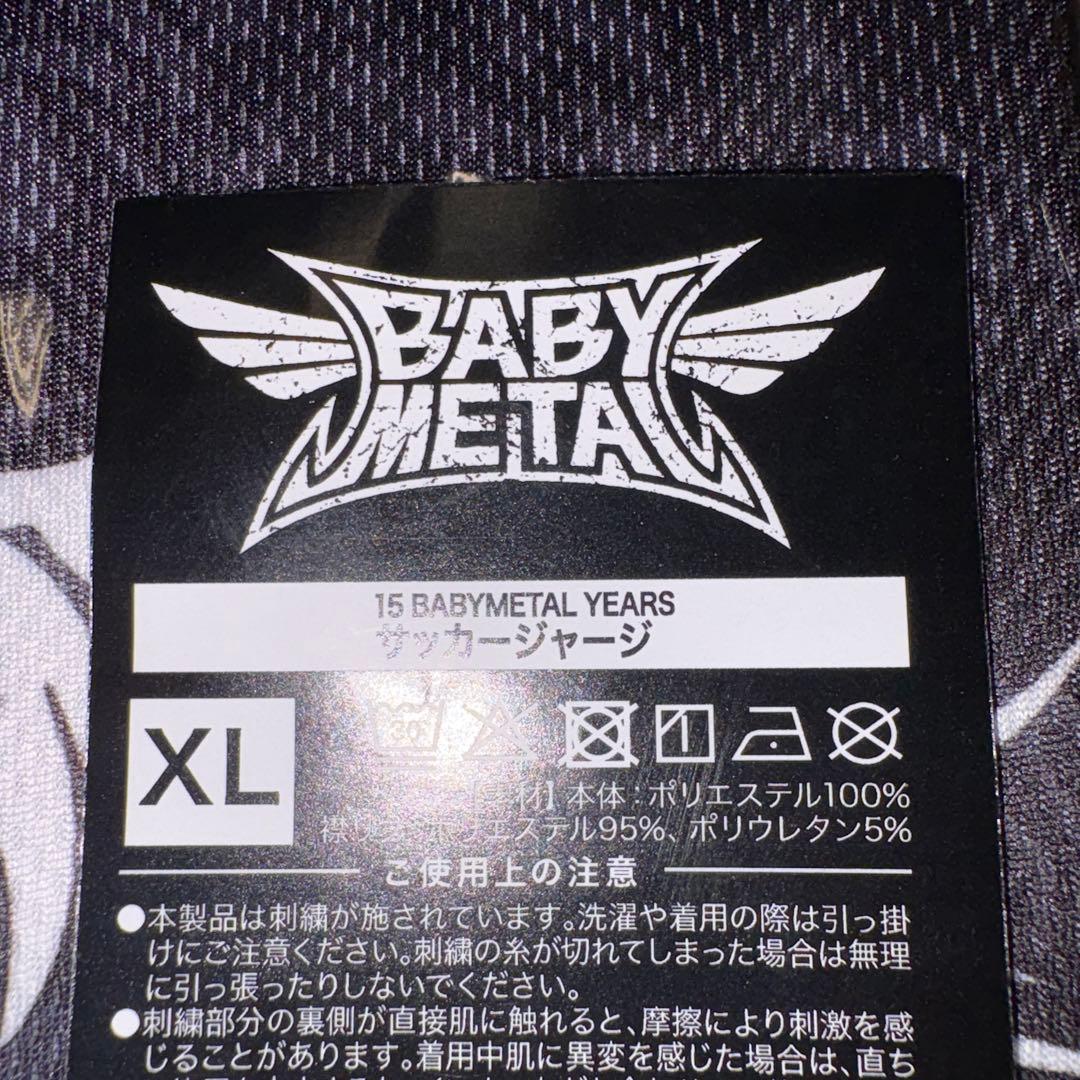 BABY
METAL
15 BABYMETAL YEARS
サッカージャージ
XL
30
【素材】本体:ポリエステル100%
襟リブ:ポリエステル95%、ポリウレタン5%
ご使用上の注意
●本製品は刺繍が施されています。洗濯や着用の際は引っ掛
けにご注意ください。刺繍の糸が切れてしまった場合は無理
に引っ張ったりしないでください。
●刺繍部分の裏側が直接肌に触れると、摩擦により刺激を感
じることがあります。着用中肌に異変を感じた場合は、直ち